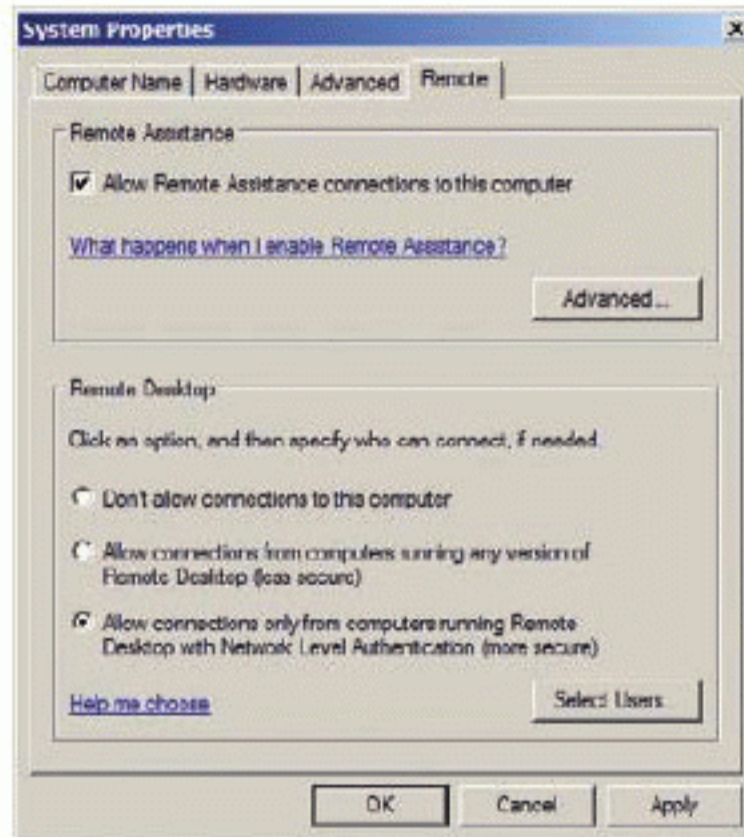 System Properties
Computer Name
Hardware
Advanced
Remote
Remote Assistance
Allow Remote Assistance connections to this computer
What happens when I enable Remote Assistance?
Advanced...
Remote Desktop
Click an option, and then specify who can connect, if needed.
Don't allow connections to this computer
Allow connections from computers running any version of
Remote Desktop (less secure)
Allow connections only from computers running Remote
Desktop with Network Level Authentication (more secure)
Help me choose
Select Users...
OK
Cancel
Apply